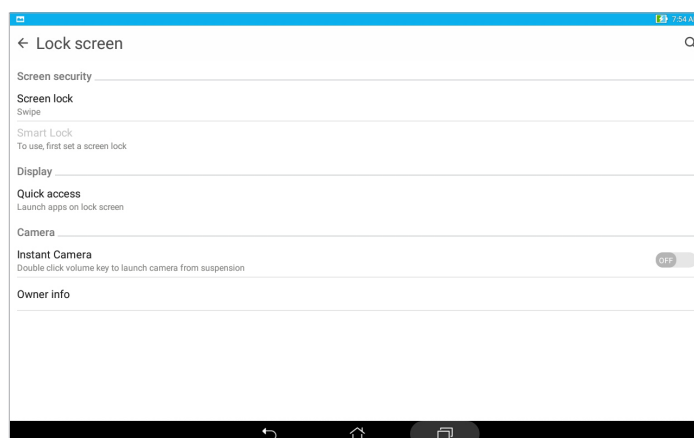 7:54 A
Lock screen
Screen security
Screen lock
Swipe
Smart Lock
To use, first set a screen lock
Display
Quick access
Launch apps on lock screen
Camera
Instant Camera
Double click volume key to launch camera from suspension
OFF
Owner info